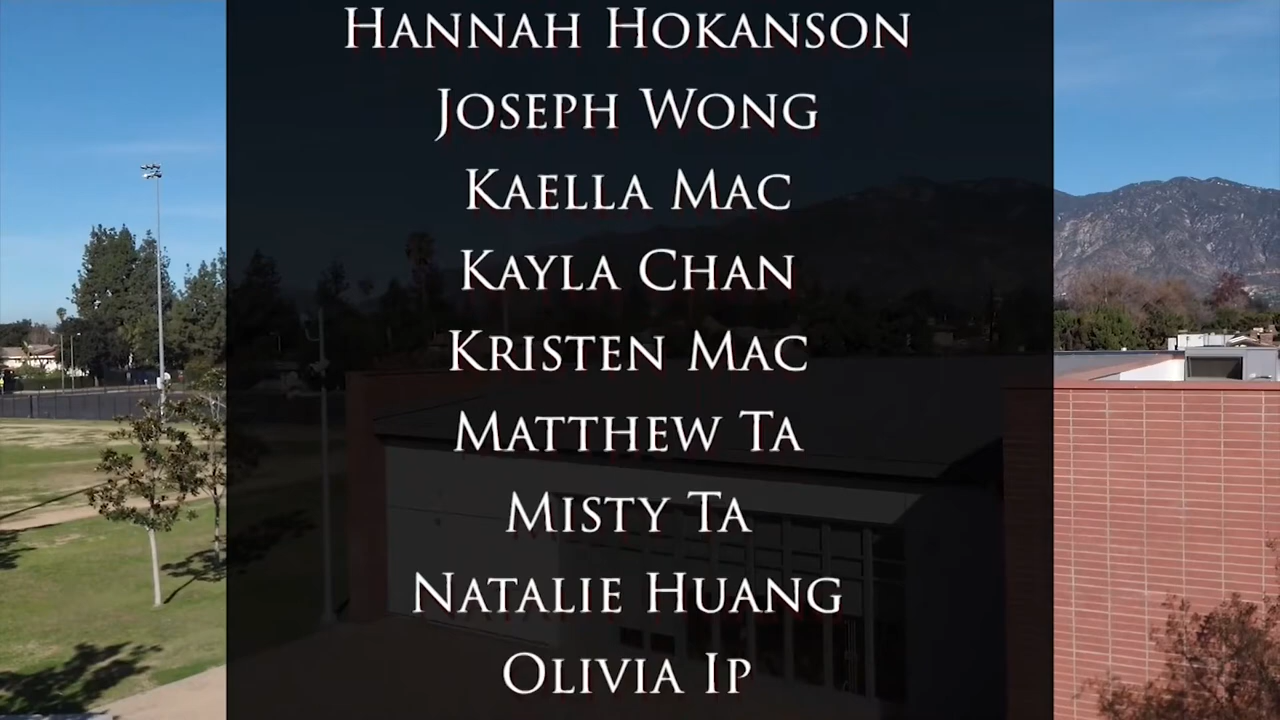 HANNAH HOKANSON
JOSEPH WONG
KAELLA MAC
KAYLA CHAN
KRISTEN MAC
MATTHEW TA
MISTY TA
NATALIE HUANG
OLIVIA IP